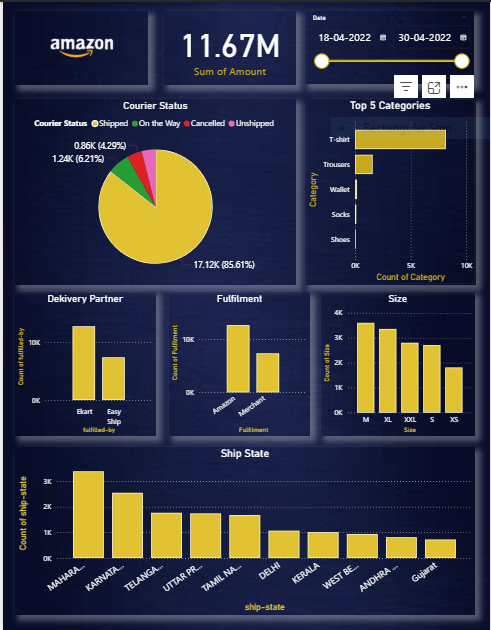 amazon
11.67M
Sum of Amount
Date
18-04-2022
30-04-2022
Courier Status
Courier Status Shipped On the Way Cancelled Unshipped
0.86K (4.29%)
1.24K (6.21%)
17.12K (85.61%)
Top 5 Categories
Category
T-shirt
Trousers
Wallet
Socks
Shoes
0K 5K 10K
Count of Category
Dekivery Partner
Count of fulfilled-by
10K
0K
Ekart
Easy
Ship
fulfilled-by
Fulfilment
Count of Fulfilment
10K
0K
Amazon
Merchant
Fulfilment
Size
Count of Size
4K
3K
2K
1K
0K
M XL XXL S XS
Size
Ship State
Count of ship-state
3K
2K
1K
0K
MAHARA...
KARNATA...
TELANGA...
UTTAR PR...
TAMIL NA...
DELHI
KERALA
WEST BE...
ANDHRA ...
Gujarat
ship-state